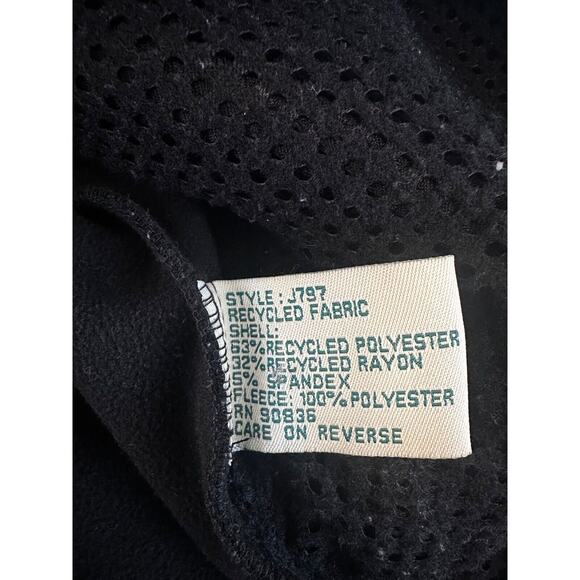 STYLE : J797
RECYCLED FABRIC
SHELL:
63%RECYCLED POLYESTER
32%RECYCLED RAYON
5% SPANDEX
FLEECE: 100%POLYESTER
RN 90836
CARE ON REVERSE